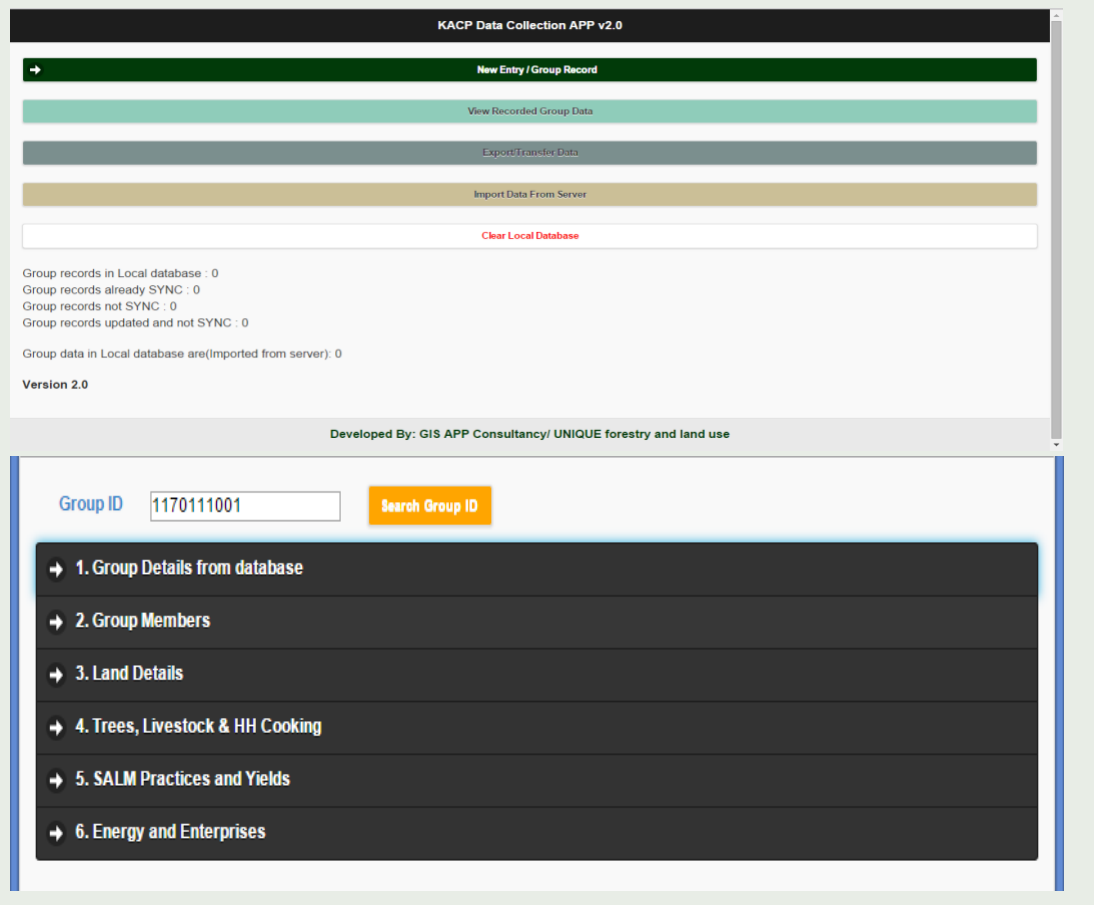 KACP Data Collection APP v2.0
New Entry / Group Record
View Recorded Group Data
Export/Transfer Data
Import Data From Server
Clear Local Database
Group records in Local database : 0
Group records already SYNC : 0
Group records not SYNC : 0
Group records updated and not SYNC : 0
Group data in Local database are(Imported from server): 0
Version 2.0
Developed By: GIS APP Consultancy/ UNIQUE forestry and land use
Group ID 1170111001 Search Group ID
1. Group Details from database
2. Group Members
3. Land Details
4. Trees, Livestock & HH Cooking
5. SALM Practices and Yields
6. Energy and Enterprises